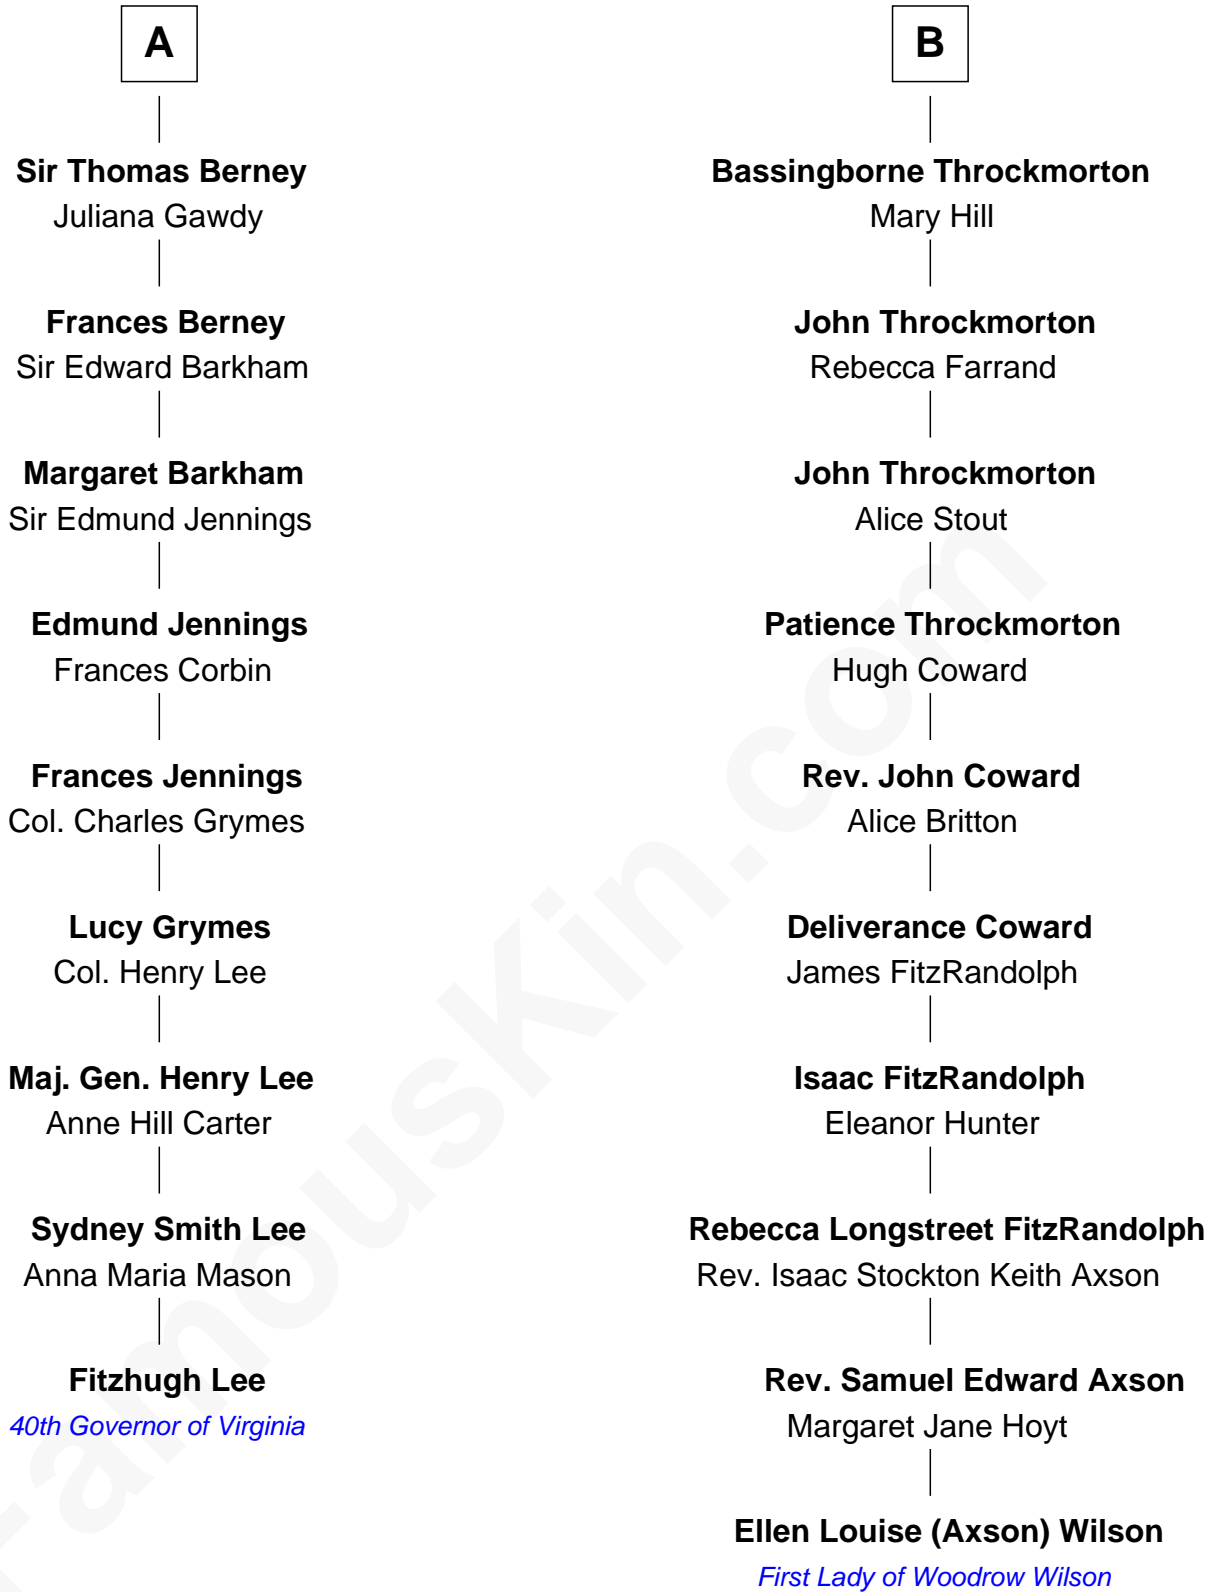 A
Sir Thomas Berney
Juliana Gawdy
Frances Berney
Sir Edward Barkham
Margaret Barkham
Sir Edmund Jennings
Edmund Jennings
Frances Corbin
Frances Jennings
Col. Charles Grymes
Lucy Grymes
Col. Henry Lee
Maj. Gen. Henry Lee
Anne Hill Carter
Sydney Smith Lee
Anna Maria Mason
Fitzhugh Lee
40th Governor of Virginia
B
Bassingborne Throckmorton
Mary Hill
John Throckmorton
Rebecca Farrand
John Throckmorton
Alice Stout
Patience Throckmorton
Hugh Coward
Rev. John Coward
Alice Britton
Deliverance Coward
James FitzRandolph
Isaac FitzRandolph
Eleanor Hunter
Rebecca Longstreet FitzRandolph
Rev. Isaac Stockton Keith Axson
Rev. Samuel Edward Axson
Margaret Jane Hoyt
Ellen Louise (Axson) Wilson
First Lady of Woodrow Wilson
FamousKin.com